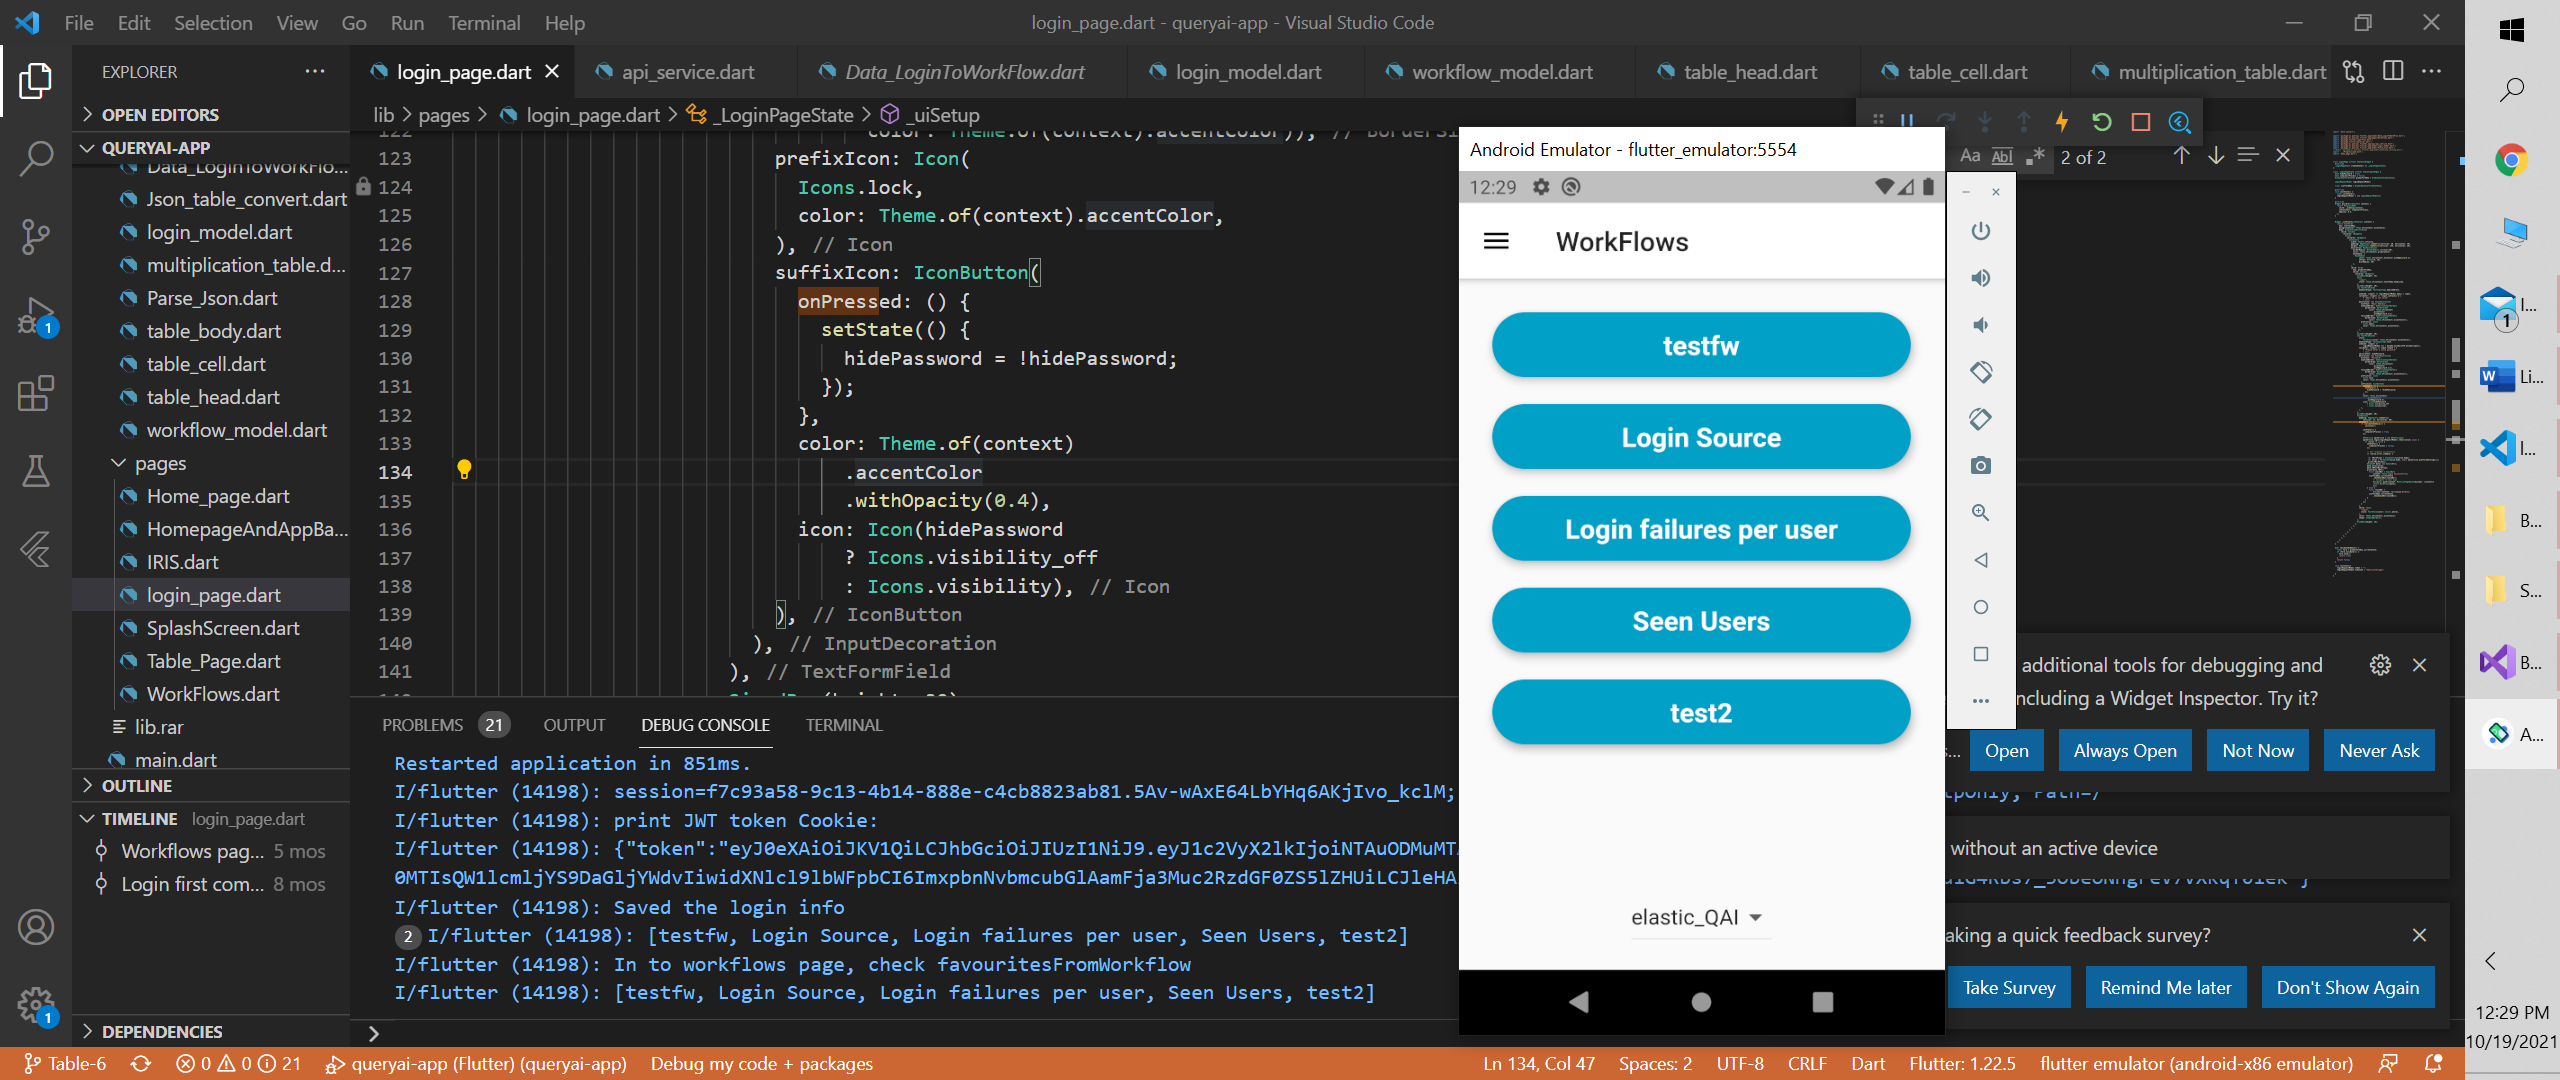 File Edit Selection View Go Run Terminal Help
login_page.dart - queryai-app - Visual Studio Code
EXPLORER
login_page.dart
api_service.dart
Data_LoginToWorkFlow.dart
login_model.dart
workflow_model.dart
table_head.dart
table_cell.dart
multiplication_table.dart
OPEN EDITORS
lib > pages > login_page.dart > _LoginPageState > _uiSetup
QUERYAI-APP
Data_LoginToWorkFlo...
Json_table_convert.dart
login_model.dart
multiplication_table.d...
Parse_Json.dart
table_body.dart
table_cell.dart
table_head.dart
workflow_model.dart
pages
Home_page.dart
HomepageAndAppBa...
IRIS.dart
login_page.dart
SplashScreen.dart
Table_Page.dart
WorkFlows.dart
lib.rar
main.dart
OUTLINE
TIMELINE login_page.dart
Workflows pag... 5 mos
Login first com... 8 mos
DEPENDENCIES
1
1
122 color: Theme.of(context).accentColor)), // BorderSi
123 prefixIcon: Icon(
124 Icons.lock,
125 color: Theme.of(context).accentColor,
126 ), // Icon
127 suffixIcon: IconButton(
128 onPressed: () {
129 setState(() {
130 hidePassword = !hidePassword;
131 });
132 },
133 color: Theme.of(context)
134 .accentColor
135 .withOpacity(0.4),
136 icon: Icon(hidePassword
137 ? Icons.visibility_off
138 : Icons.visibility), // Icon
139 ), // IconButton
140 ), // InputDecoration
141 ), // TextFormField
Aa Abl .* 2 of 2
PROBLEMS 21 OUTPUT DEBUG CONSOLE TERMINAL
Restarted application in 851ms.
I/flutter (14198): session=f7c93a58-9c13-4b14-888e-c4cb8823ab81.5Av-wAxE64LbYHq6AKjIvo_kclM;
I/flutter (14198): print JWT token Cookie:
I/flutter (14198): {"token":"eyJ0eXAiOiJKV1QiLCJhbGciOiJIUzI1NiJ9.eyJ1c2VyX2lkIjoiNTAuODMuMTA
0MTIsQW1lcmljYS9DaGljYWdvIiwidXNlcl9lbWFpbCI6ImxpbnNvbmcubGlAamFja3Muc2RzdGF0ZS5lZHUiLCJleHA
I/flutter (14198): Saved the login info
2 I/flutter (14198): [testfw, Login Source, Login failures per user, Seen Users, test2]
I/flutter (14198): In to workflows page, check favouritesFromWorkflow
I/flutter (14198): [testfw, Login Source, Login failures per user, Seen Users, test2]
Android Emulator - flutter_emulator:5554
12:29
WorkFlows
testfw
Login Source
Login failures per user
Seen Users
test2
elastic_QAI
additional tools for debugging and
ncluding a Widget Inspector. Try it?
s... Open Always Open Not Now Never Ask
tponly; Path=/
without an active device
aking a quick feedback survey?
Take Survey Remind Me later Don't Show Again
I...
1
Li...
I...
B...
S...
B...
A...
12:29 PM
10/19/2021
Table-6 0 0 21 queryai-app (Flutter) (queryai-app) Debug my code + packages
Ln 134, Col 47 Spaces: 2 UTF-8 CRLF Dart Flutter: 1.22.5 flutter emulator (android-x86 emulator)